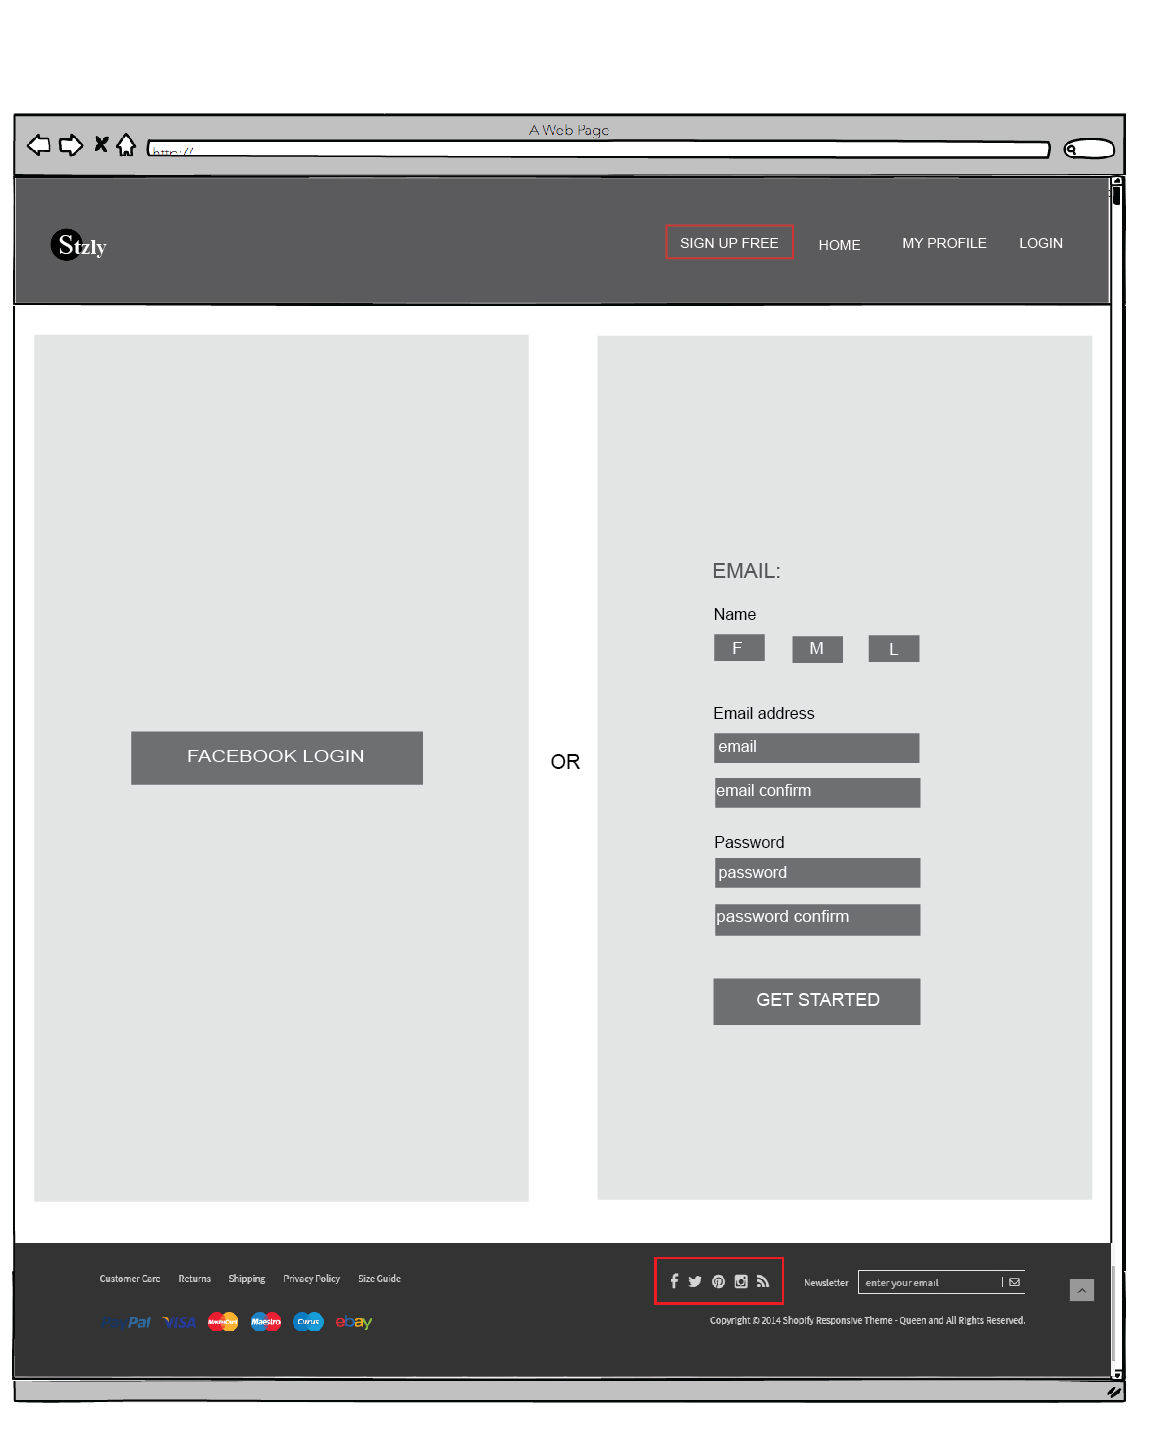 A Web Page
http://
Stzly
SIGN UP FREE HOME MY PROFILE LOGIN
FACEBOOK LOGIN
OR
EMAIL:
Name
F M L
Email address
email
email confirm
Password
password
password confirm
GET STARTED
Customer Care Returns Shipping Privacy Policy Size Guide
PayPal VISA MasterCard Maestro Cirrus ebay
Newsletter enter your email
Copyright © 2014 Shopify Responsive Theme - Queen and All Rights Reserved.